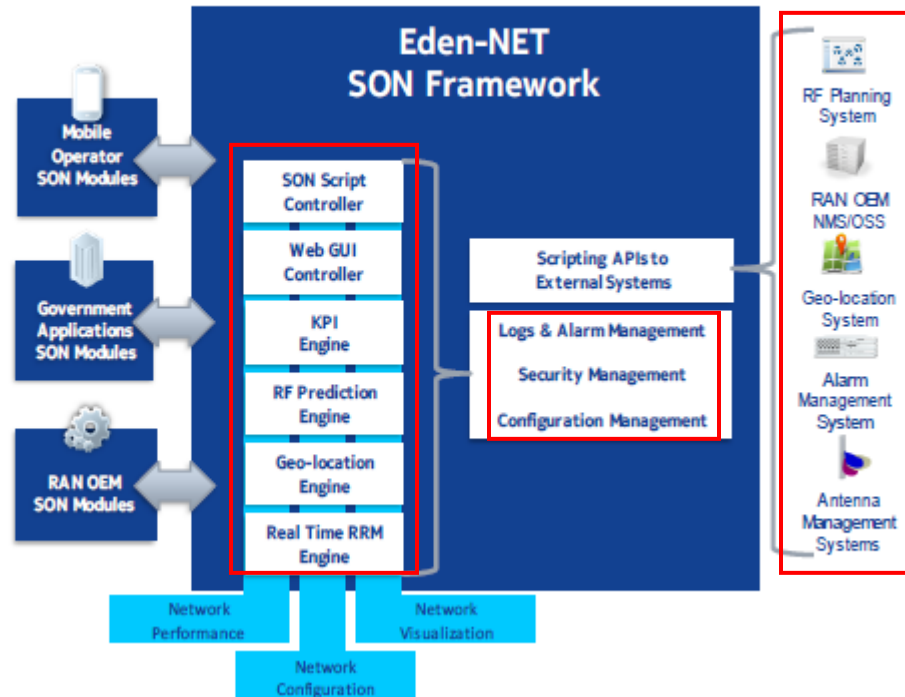 Eden-NET
SON Framework
Mobile
Operator
SON Modules
Government
Applications
SON Modules
RAN OEM
SON Modules
SON Script
Controller
Web GUI
Controller
KPI
Engine
RF Prediction
Engine
Geo-location
Engine
Real Time RRM
Engine
Scripting APIs to
External Systems
Logs & Alarm Management
Security Management
Configuration Management
RF Planning
System
RAN OEM
NMS/OSS
Geo-location
System
Alarm
Management
System
Antenna
Management
Systems
Network
Performance
Network
Visualization
Network
Configuration